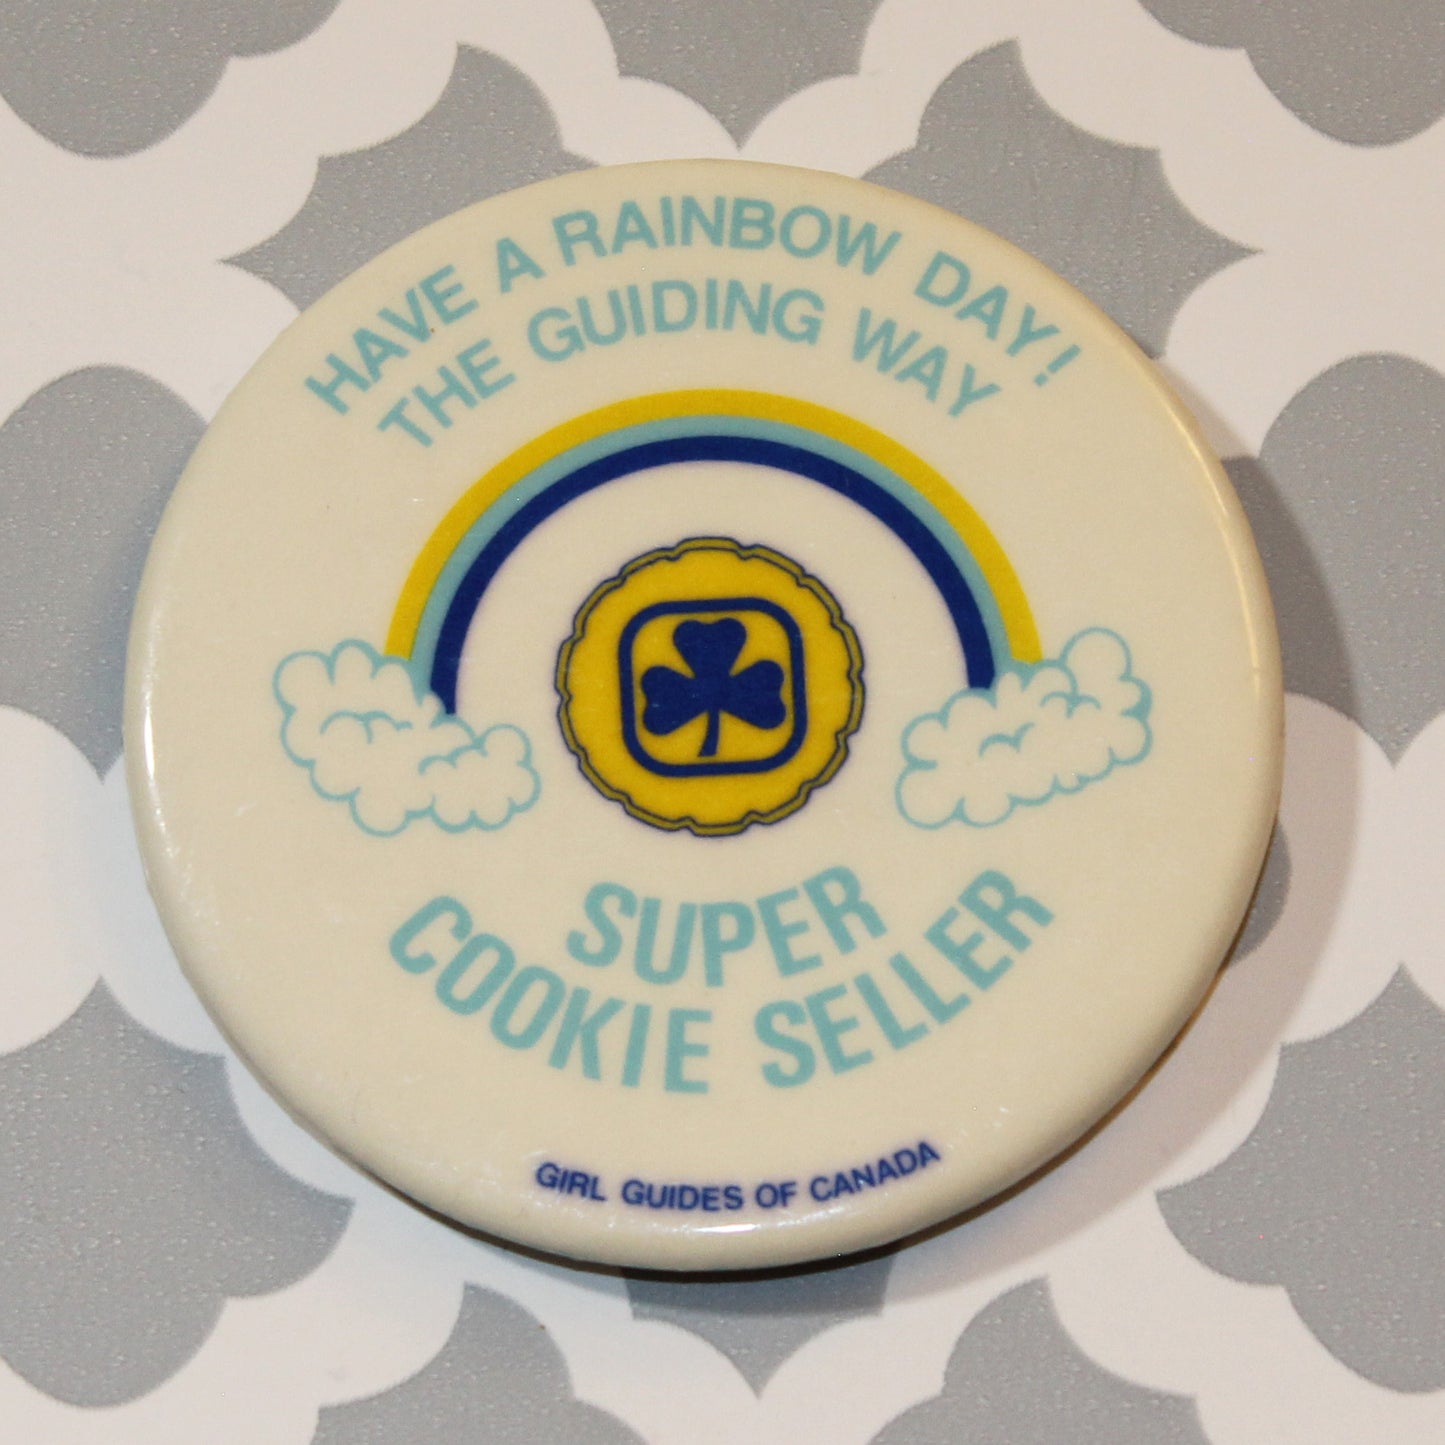 HAVE A RAINBOW DAY!
THE GUIDING WAY
SUPER
COOKIE SELLER
GIRL GUIDES OF CANADA